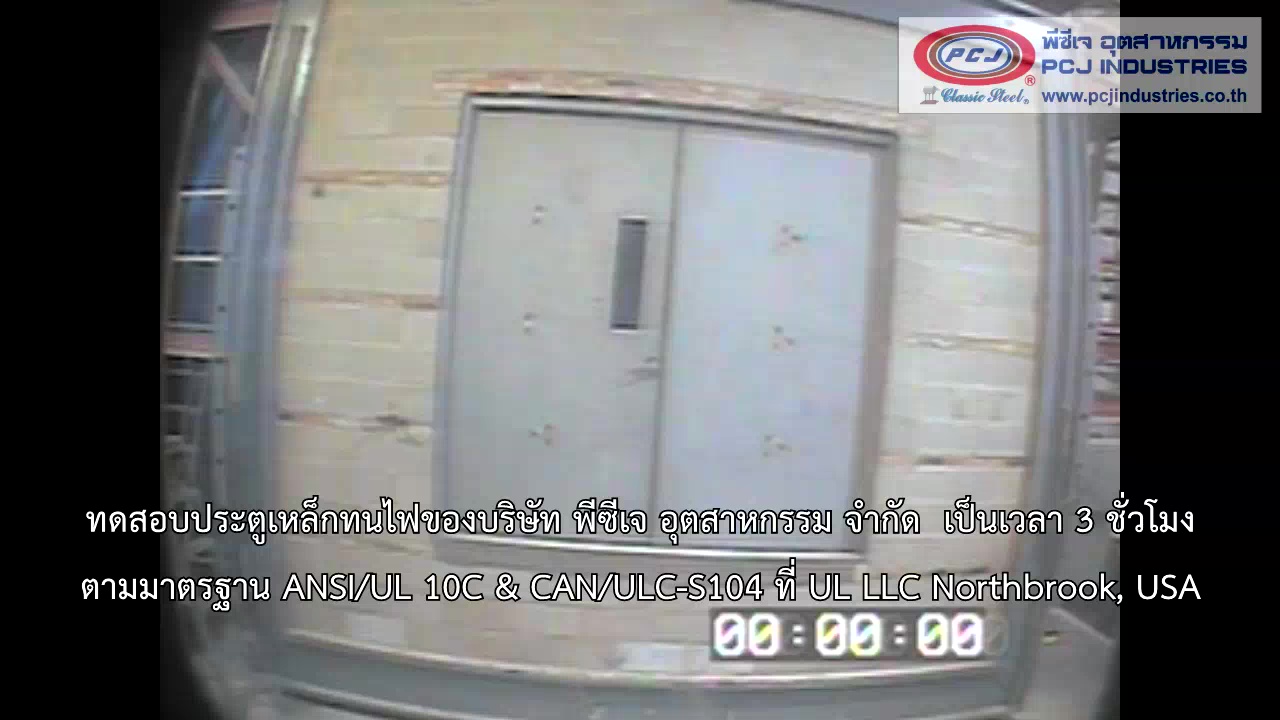 PCJ
Classic Steel
พีซีเจ อุตสาหกรรม
PCJ INDUSTRIES
www.pcjindustries.co.th
ทดสอบประตูเหล็กทนไฟของบริษัท พีซีเจ อุตสาหกรรม จำกัด เป็นเวลา 3 ชั่วโมง
ตามมาตรฐาน ANSI/UL 10C & CAN/ULC-S104 ที่ UL LLC Northbrook, USA
00:00:00